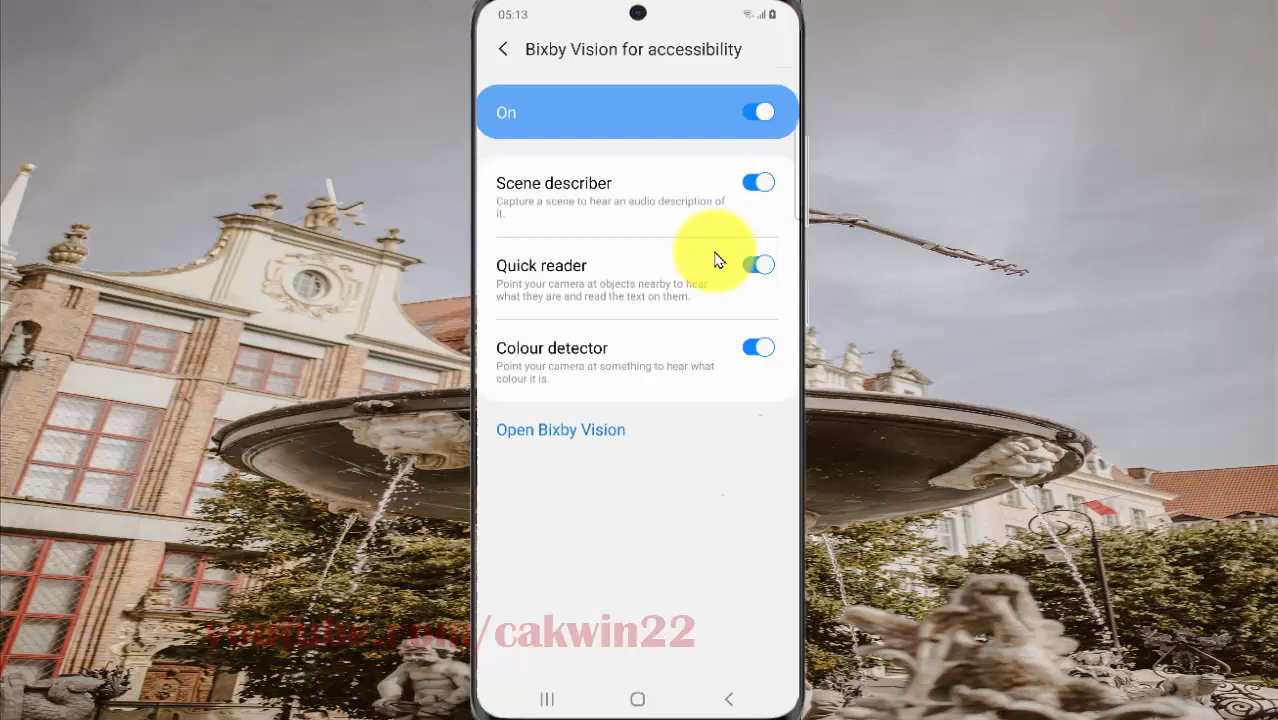 05:13
Bixby Vision for accessibility
On
Scene describer
Capture a scene to hear an audio description of
it.
Quick reader
Point your camera at objects nearby to hear
what they are and read the text on them.
Colour detector
Point your camera at something to hear what
colour it is.
Open Bixby Vision
youtube.com/cakwin22